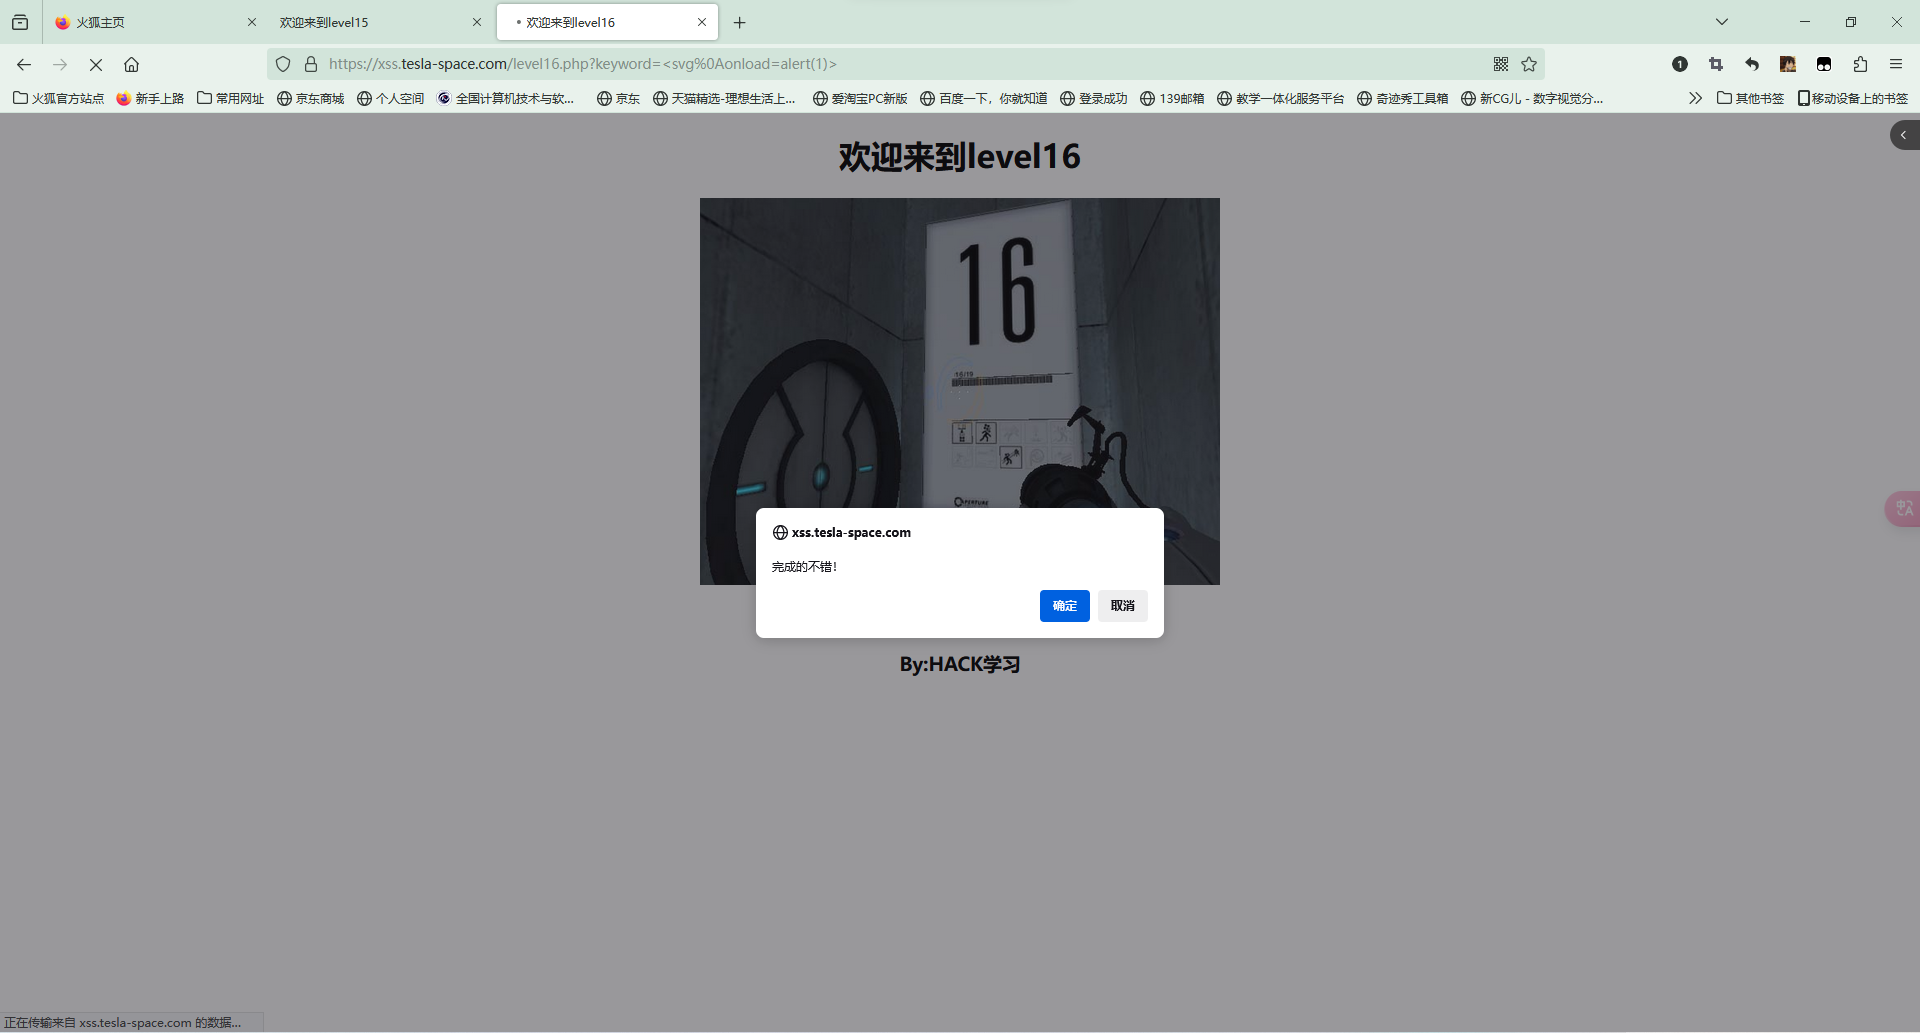 火狐主页
欢迎来到level15
欢迎来到level16
https://xss.tesla-space.com/level16.php?keyword=<svg%0Aonload=alert(1)>
1
火狐官方站点 新手上路 常用网址 京东商城 个人空间 全国计算机技术与软... 京东 天猫精选-理想生活上... 爱淘宝PC新版 百度一下，你就知道 登录成功 139邮箱 教学一体化服务平台 奇迹秀工具箱 新CG儿 - 数字视觉分... 其他书签 移动设备上的书签
欢迎来到level16
16
16/19
APERTURE
xss.tesla-space.com
完成的不错!
确定 取消
By:HACK学习
正在传输来自 xss.tesla-space.com 的数据...